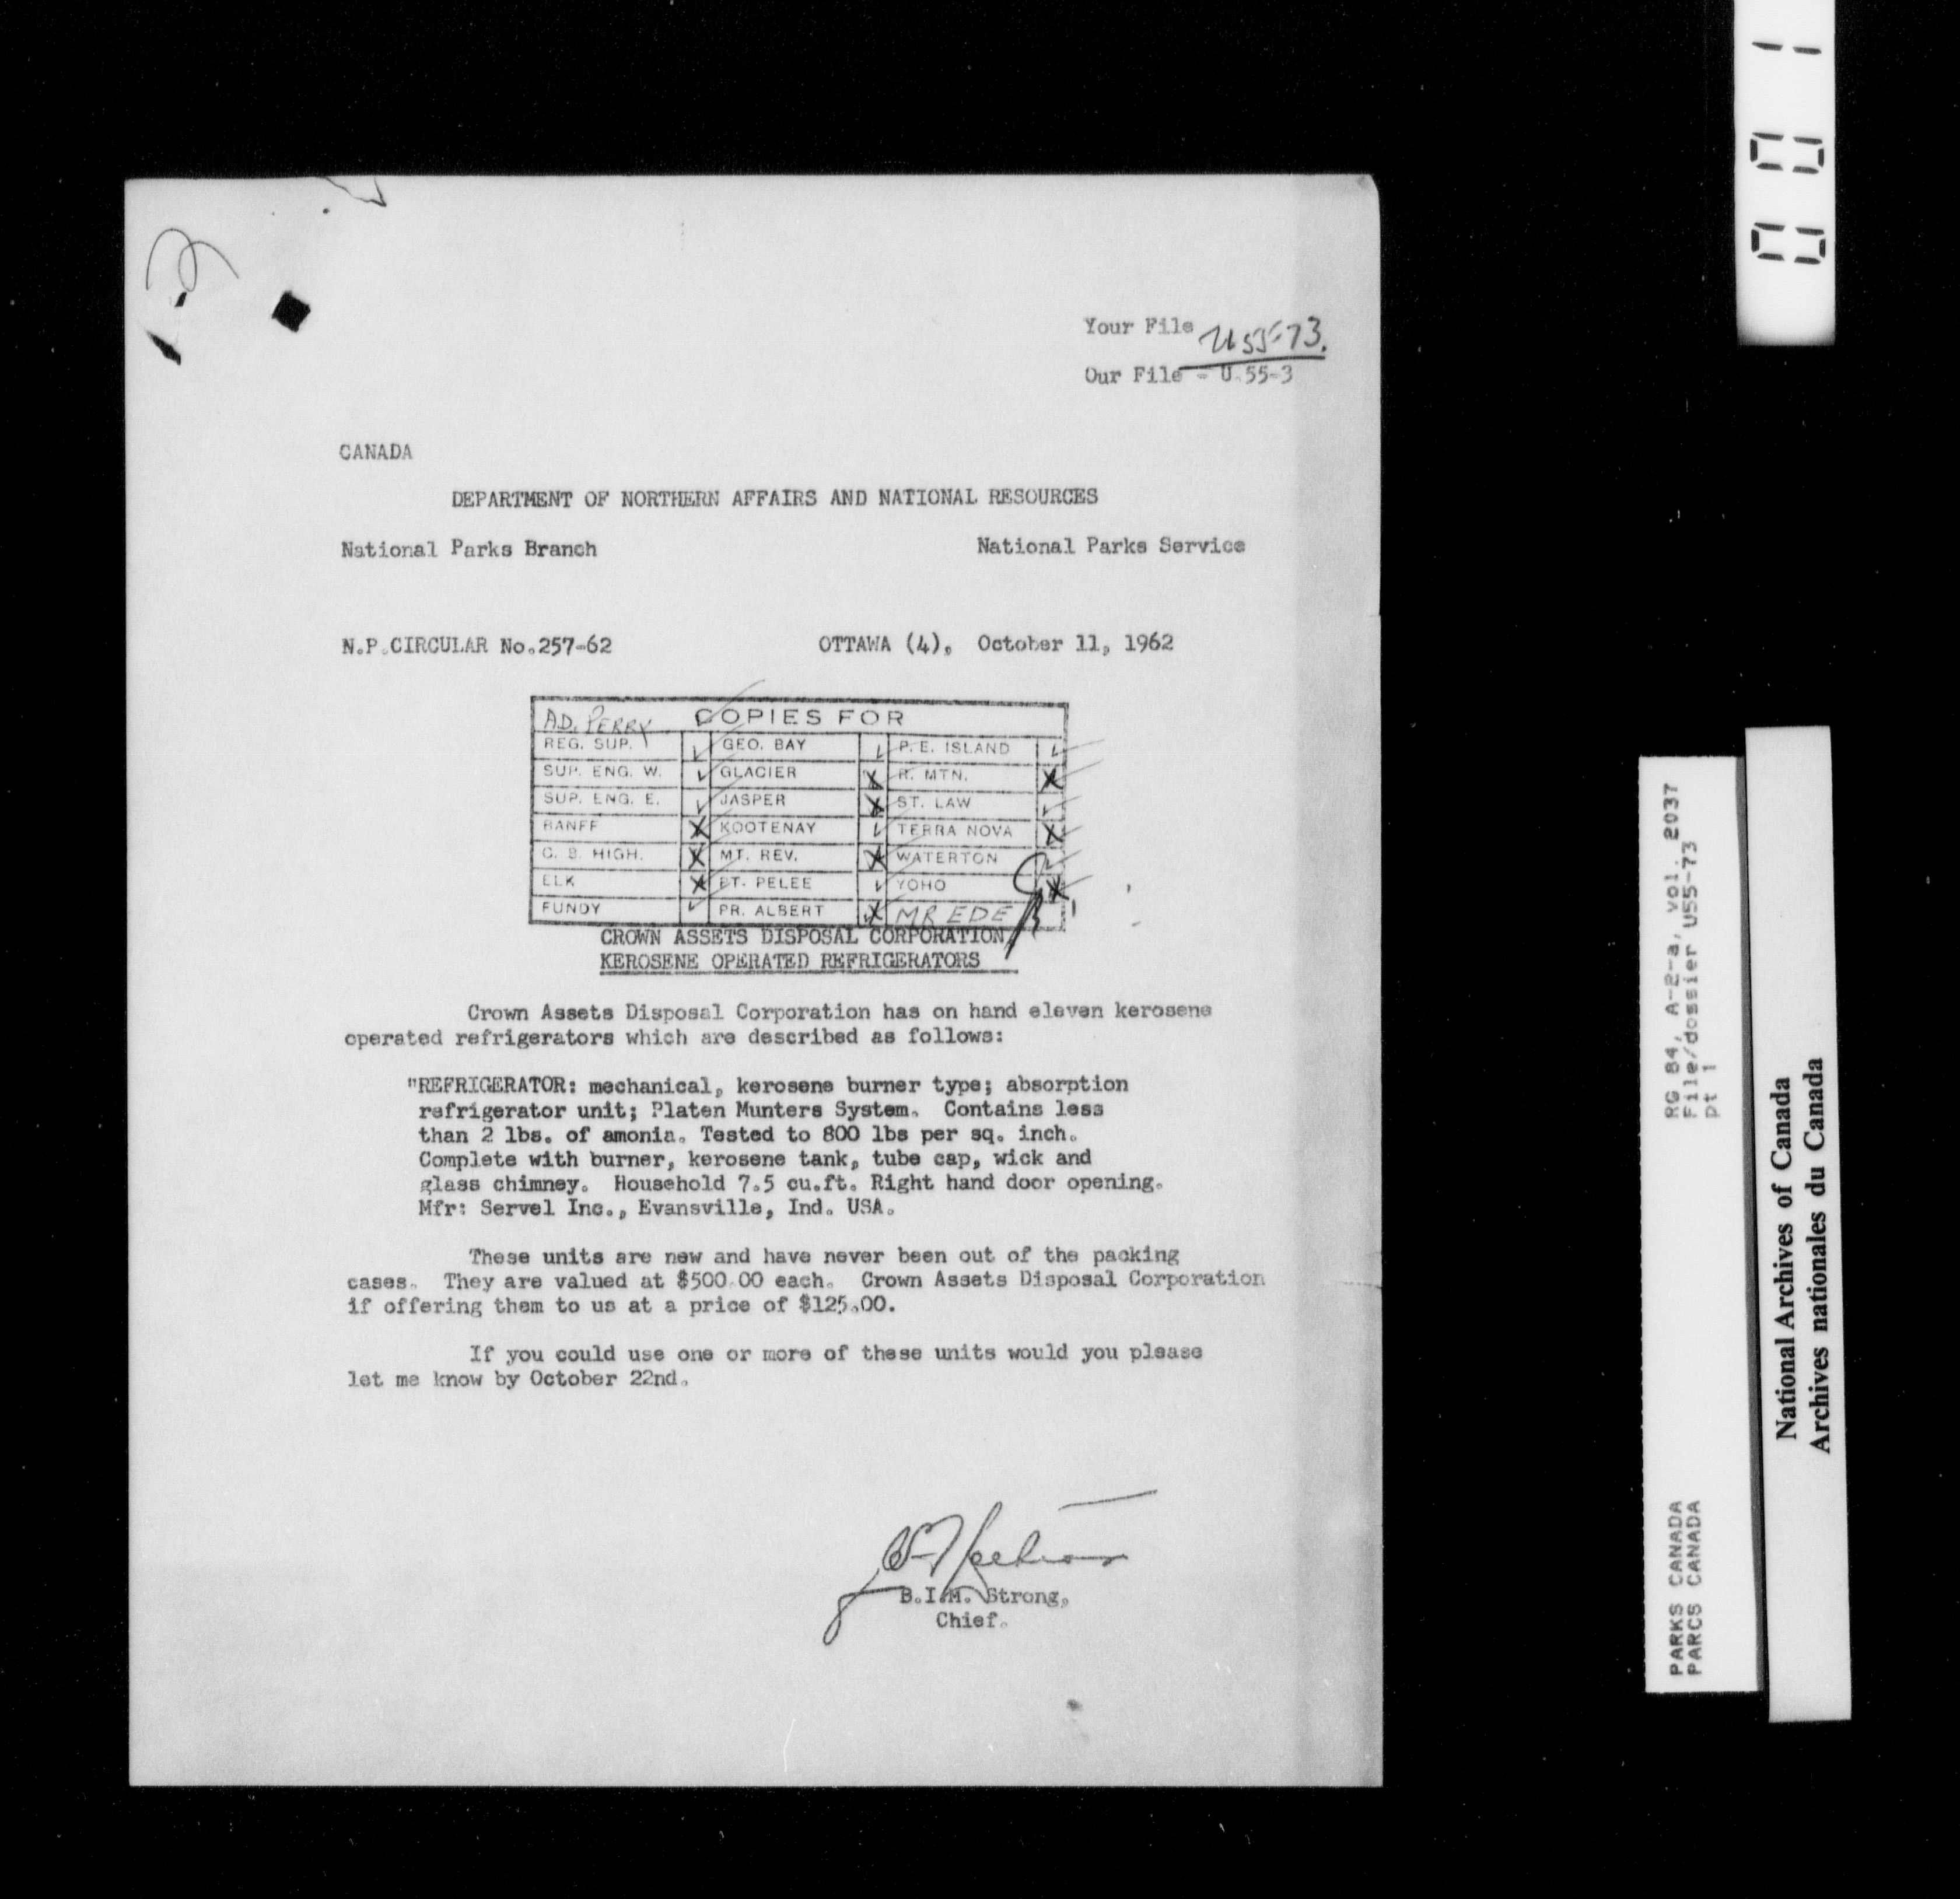 Your File U55-73.
Our File - U.55-3
CANADA
DEPARTMENT OF NORTHERN AFFAIRS AND NATIONAL RESOURCES
National Parks Branch National Parks Service
N.P.CIRCULAR No.257-62 OTTAWA (4), October 11, 1962
A.D. PERRY COPIES FOR
REG. SUP. GEO. BAY P.E. ISLAND
SUP. ENG. W. GLACIER R. MTN.
SUP. ENG. E. JASPER ST. LAW
BANFF KOOTENAY TERRA NOVA
C. B. HIGH. MT. REV. WATERTON
ELK PT. PELEE YOHO
FUNDY PR. ALBERT MR EDE
CROWN ASSETS DISPOSAL CORPORATION
KEROSENE OPERATED REFRIGERATORS
Crown Assets Disposal Corporation has on hand eleven kerosene
operated refrigerators which are described as follows:
"REFRIGERATOR: mechanical, kerosene burner type; absorption
refrigerator unit; Platen Munters System. Contains less
than 2 lbs. of amonia. Tested to 800 lbs per sq. inch.
Complete with burner, kerosene tank, tube cap, wick and
glass chimney. Household 7.5 cu.ft. Right hand door opening.
Mfr: Servel Inc., Evansville, Ind. USA.
These units are new and have never been out of the packing
cases. They are valued at $500.00 each. Crown Assets Disposal Corporation
if offering them to us at a price of $125.00.
If you could use one or more of these units would you please
let me know by October 22nd.
B.I.M. Strong,
Chief.
001
RG 84, A-2-a, vol. 2037
File/dossier U55-73
pt 1
PARKS CANADA
PARCS CANADA
National Archives of Canada
Archives nationales du Canada